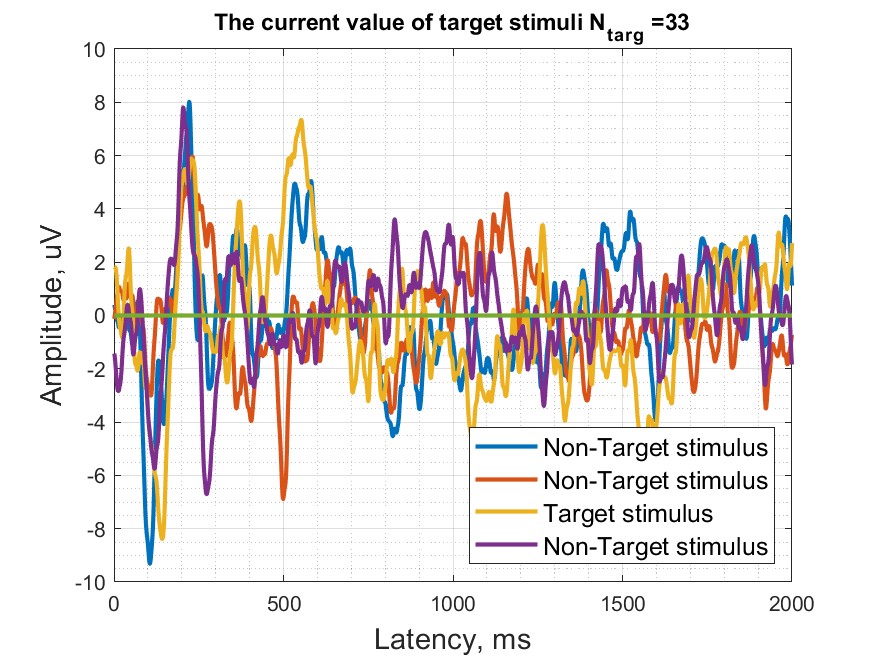 The current value of target stimuli N_targ =33
10
8
6
4
2
0
-2
-4
-6
-8
-10
Amplitude, uV
Non-Target stimulus
Non-Target stimulus
Target stimulus
Non-Target stimulus
0 500 1000 1500 2000
Latency, ms